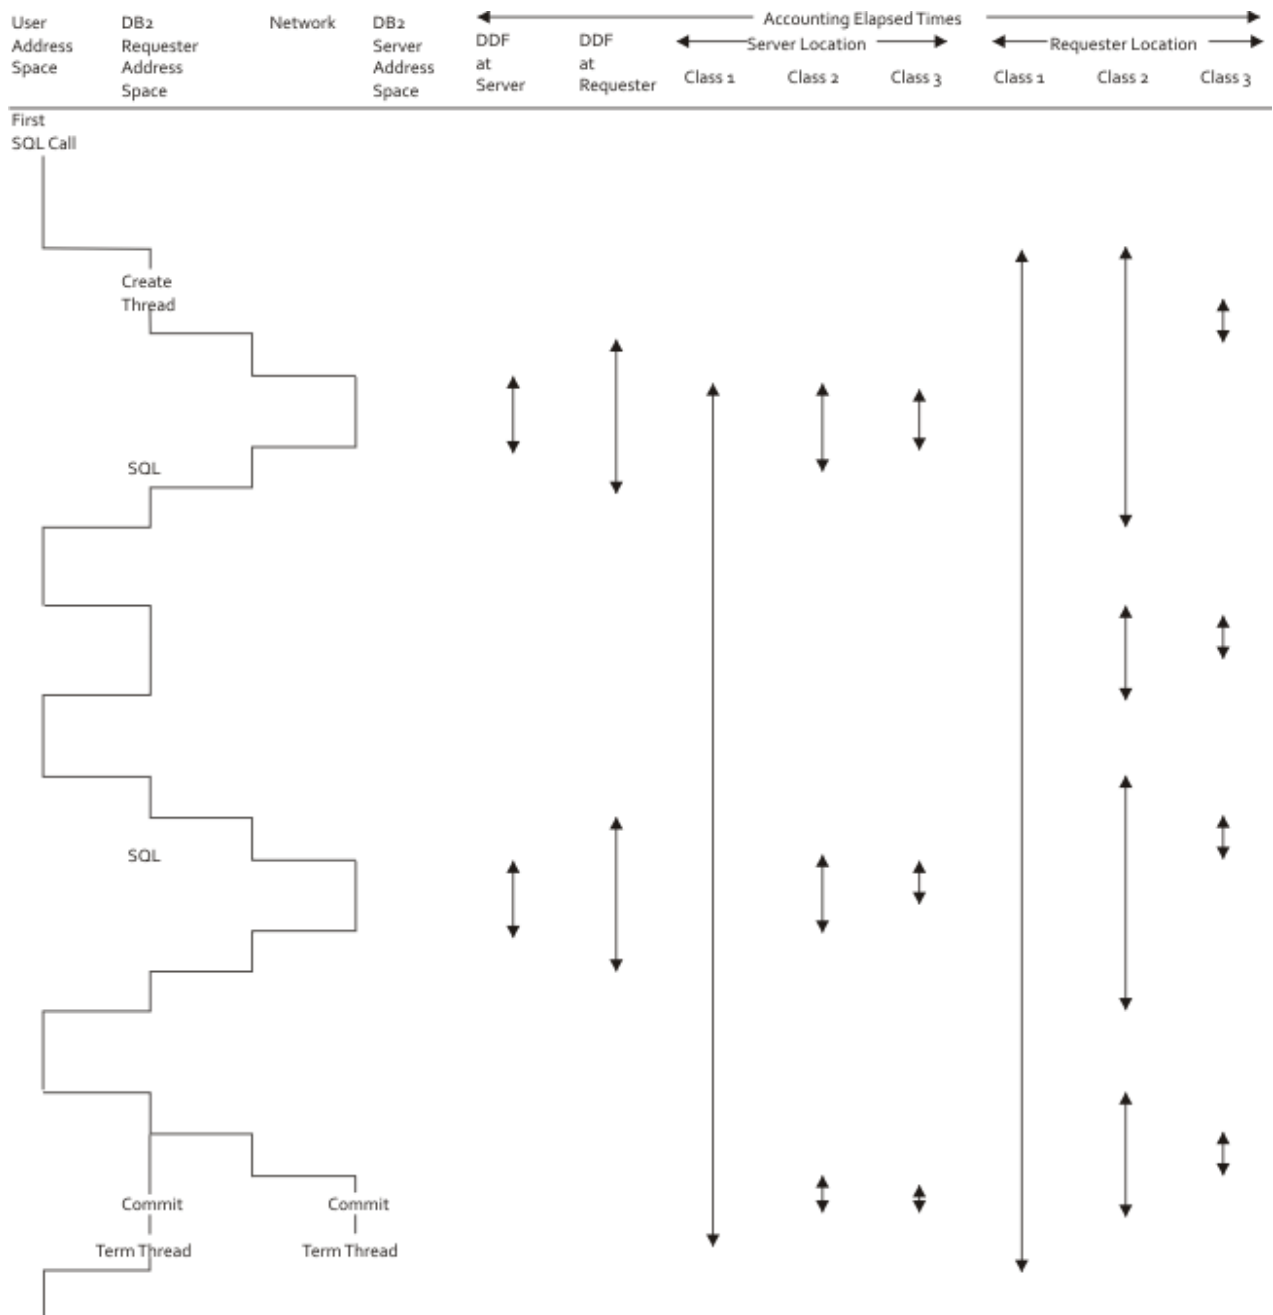 User
Address
Space
DB2
Requester
Address
Space
Network
DB2
Server
Address
Space
Accounting Elapsed Times
DDF
at
Server
DDF
at
Requester
Server Location
Requester Location
Class 1
Class 2
Class 3
Class 1
Class 2
Class 3
First
SQL Call
Create
Thread
SQL
SQL
Commit
Commit
Term Thread
Term Thread